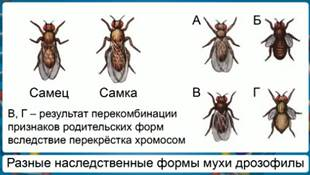 А Б
Самец Самка
В Г
В, Г – результат перекомбинации
признаков родительских форм
вследствие перекрёстка хромосом
Разные наследственные формы мухи дрозофилы